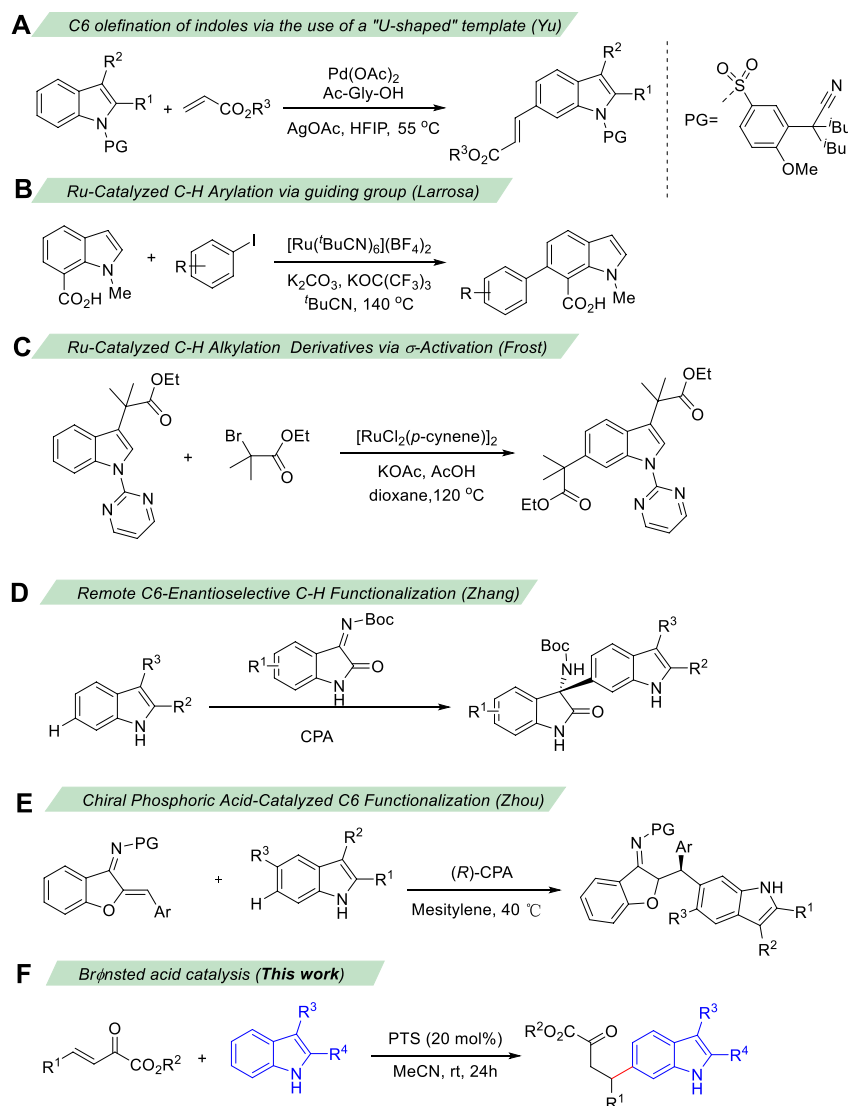 A C6 olefination of indoles via the use of a "U-shaped" template (Yu)
R2
R1
N
PG
+
CO2R3
Pd(OAc)2
Ac-Gly-OH
AgOAc, HFIP, 55 oC
R2
R1
N
PG
R3O2C
PG=
O
O
S
N
iBu
iBu
OMe
B Ru-Catalyzed C-H Arylation via guiding group (Larrosa)
N
Me
CO2H
+
I
R
[Ru(tBuCN)6](BF4)2
K2CO3, KOC(CF3)3
tBuCN, 140 oC
R
N
Me
CO2H
C Ru-Catalyzed C-H Alkylation Derivatives via σ-Activation (Frost)
OEt
O
N
N
N
+
Br
OEt
O
[RuCl2(p-cynene)]2
KOAc, AcOH
dioxane,120 oC
OEt
O
EtO
O
N
N
N
D Remote C6-Enantioselective C-H Functionalization (Zhang)
R3
R2
H
N
H
N
Boc
R1
O
N
H
CPA
Boc
NH
R3
R2
N
H
R1
O
N
H
E Chiral Phosphoric Acid-Catalyzed C6 Functionalization (Zhou)
N
PG
O
Ar
+
R3
R2
R1
H
N
H
(R)-CPA
Mesitylene, 40 ℃
PG
N
Ar
O
R3
NH
R1
R2
F Brϕnsted acid catalysis (This work)
O
R1
CO2R2
+
R3
R4
N
H
PTS (20 mol%)
MeCN, rt, 24h
R2O2C
O
R1
R3
R4
N
H